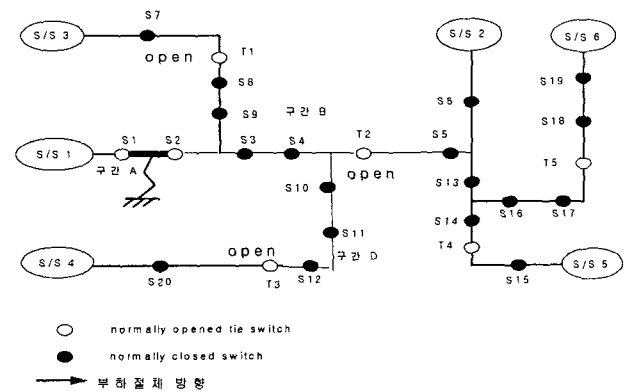 S7
S/S 3
open
T1
S8
S9
구간 B
S/S 2
S/S 6
S19
S6
S18
S1
S2
S3
S4
T2
S5
S/S 1
구간 A
open
T5
S10
S13
S16
S17
S14
S11
구간 D
open
T4
S/S 4
S20
T3
S12
S15
S/S 5
normally opened tie switch
normally closed switch
부하절체 방향